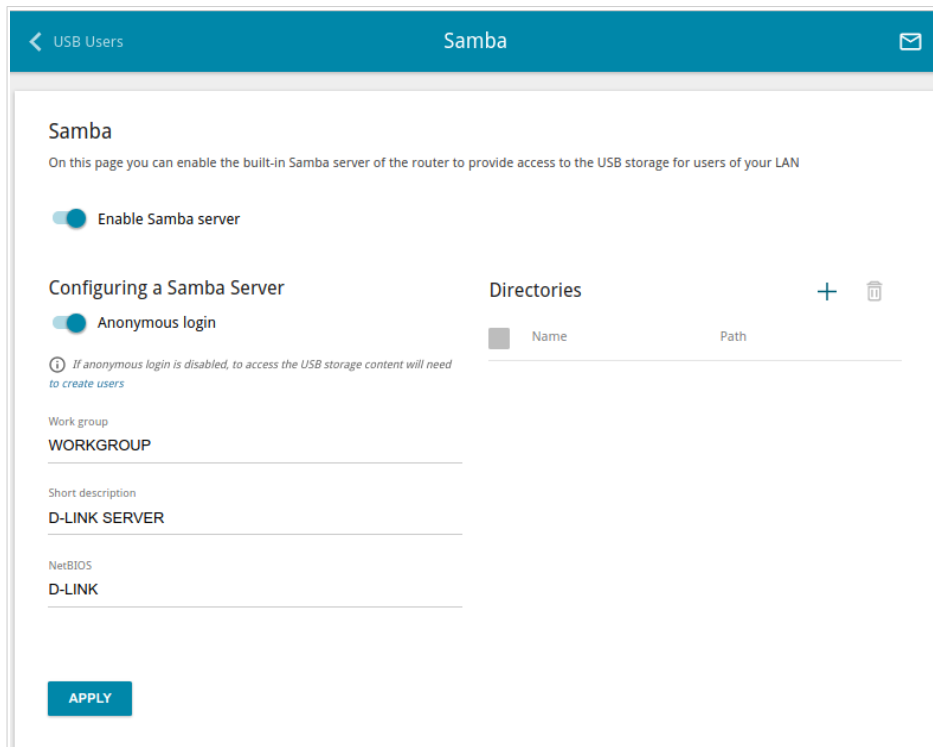 USB Users
Samba
Samba
On this page you can enable the built-in Samba server of the router to provide access to the USB storage for users of your LAN
Enable Samba server
Configuring a Samba Server
Anonymous login
If anonymous login is disabled, to access the USB storage content will need
to create users
Work group
WORKGROUP
Short description
D-LINK SERVER
NetBIOS
D-LINK
APPLY
Directories
Name Path